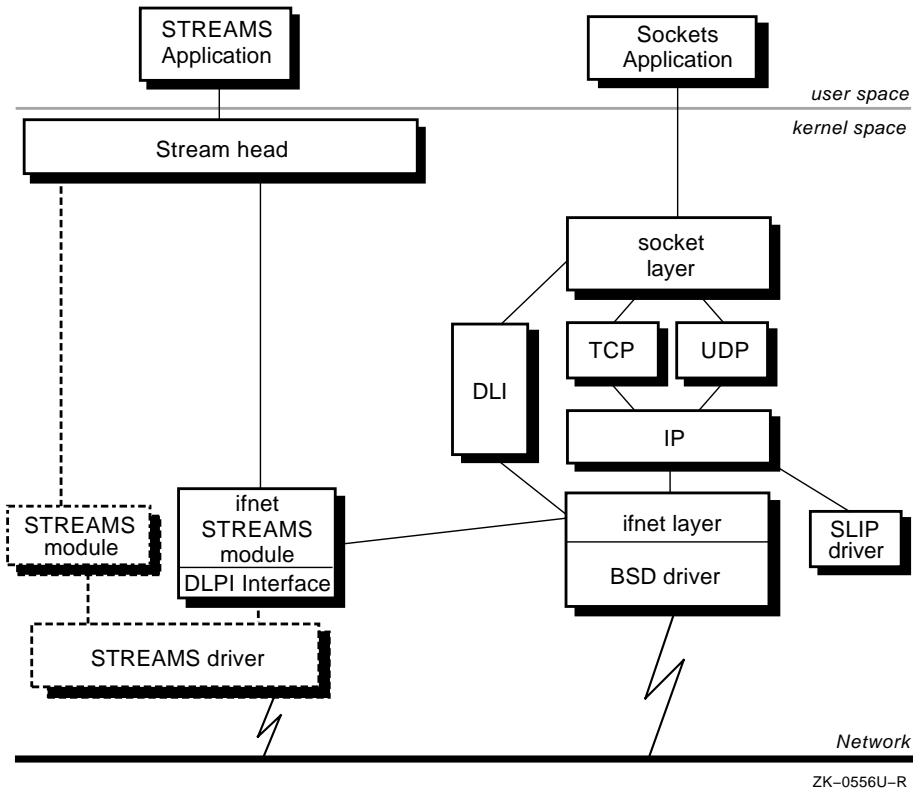 STREAMS
Application
Sockets
Application
user space
kernel space
Stream head
socket
layer
TCP
UDP
DLI
IP
ifnet
STREAMS
module
DLPI Interface
STREAMS
module
ifnet layer
BSD driver
SLIP
driver
STREAMS driver
Network
ZK−0556U−R